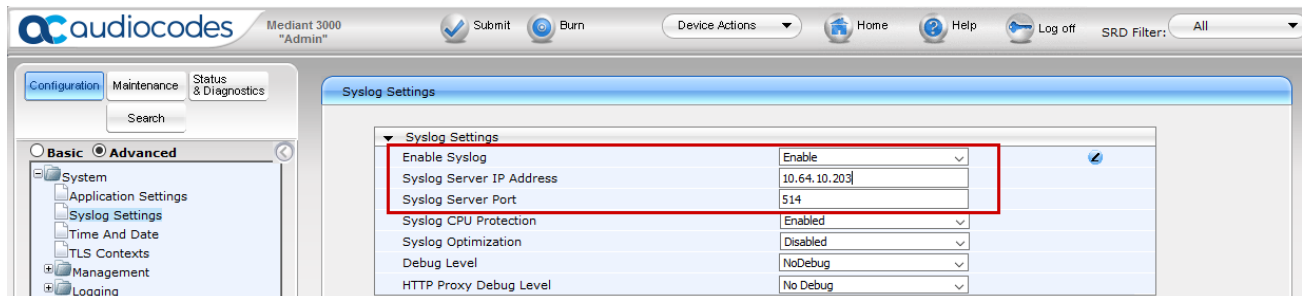 audiocodes
Mediant 3000
"Admin"
Submit
Burn
Device Actions
Home
Help
Log off
SRD Filter:
All
Configuration
Maintenance
Status
& Diagnostics
Search
Basic
Advanced
System
Application Settings
Syslog Settings
Time And Date
TLS Contexts
Management
Logging
Syslog Settings
Syslog Settings
Enable Syslog Enable
Syslog Server IP Address 10.64.10.203
Syslog Server Port 514
Syslog CPU Protection Enabled
Syslog Optimization Disabled
Debug Level NoDebug
HTTP Proxy Debug Level No Debug